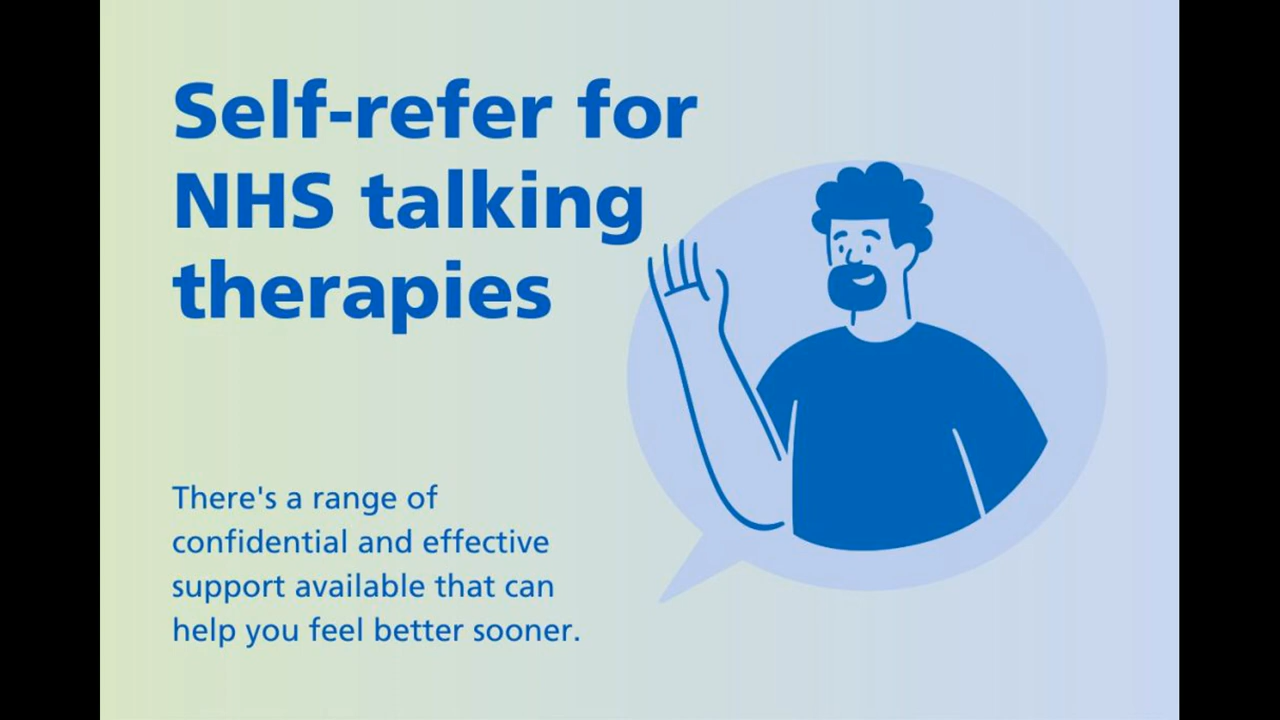 Self-refer for
NHS talking
therapies
There's a range of
confidential and effective
support available that can
help you feel better sooner.